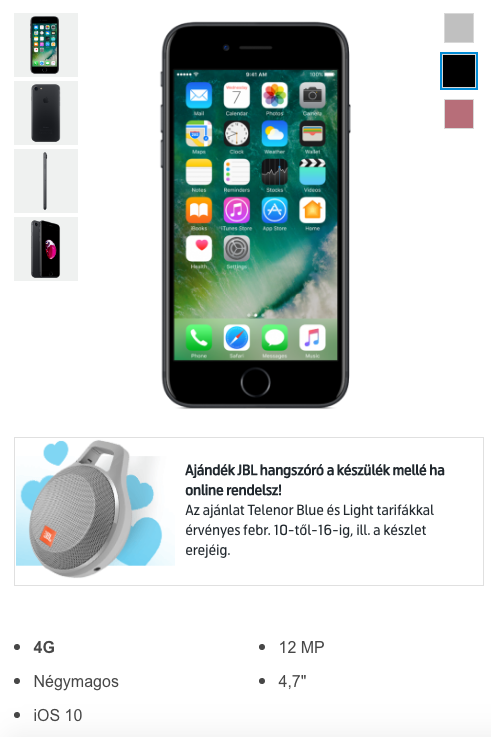 9:41 AM
100%
WEDNESDAY
7
Mail
Calendar
Photos
Camera
Maps
Clock
Weather
Wallet
Notes
Reminders
Stocks
Videos
iBooks
iTunes Store
App Store
Home
Health
Settings
Phone
Safari
Messages
Music
JBL
Ajándék JBL hangszóró a készülék mellé ha
online rendelsz!
Az ajánlat Telenor Blue és Light tarifákkal
érvényes febr. 10-től-16-ig, ill. a készlet
erejéig.
4G
12 MP
Négymagos
4,7"
iOS 10